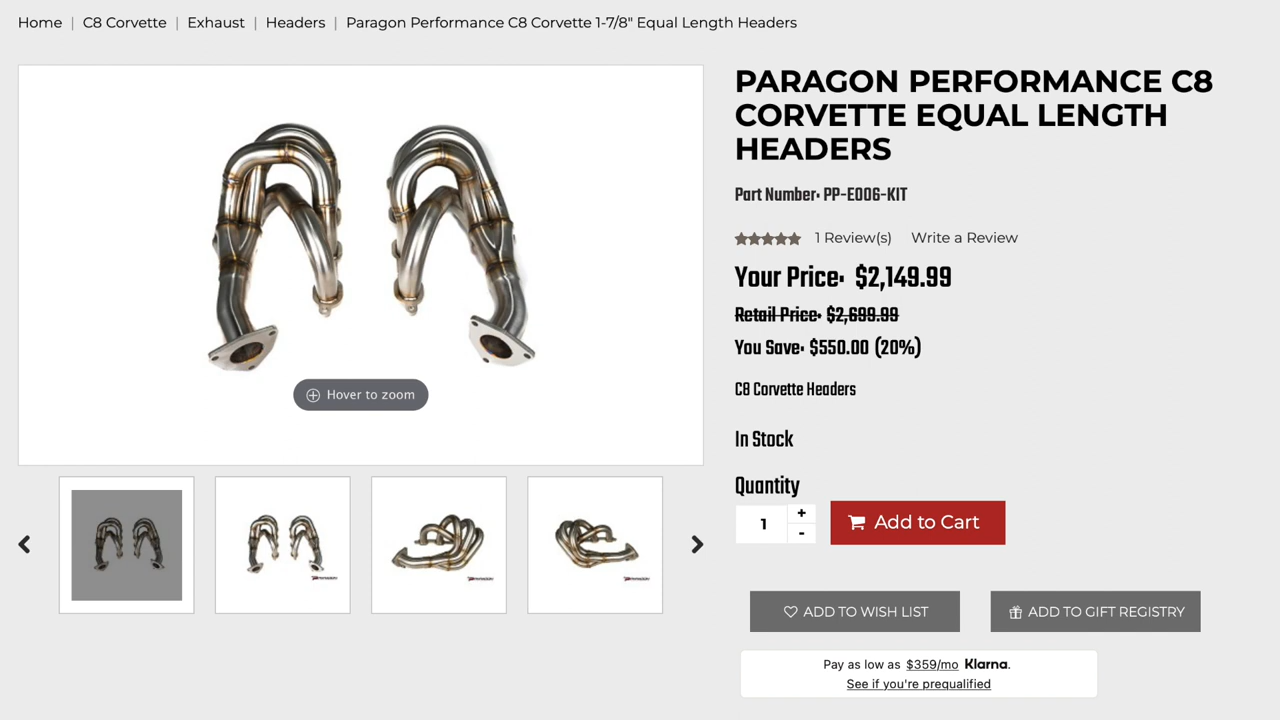 Home | C8 Corvette | Exhaust | Headers | Paragon Performance C8 Corvette 1-7/8" Equal Length Headers
PARAGON PERFORMANCE C8
CORVETTE EQUAL LENGTH
HEADERS
Part Number: PP-E006-KIT
1 Review(s) Write a Review
Your Price: $2,149.99
Retail Price: $2,699.99
You Save: $550.00 (20%)
C8 Corvette Headers
In Stock
Quantity
1 + -
Add to Cart
Hover to zoom
PARAGON
PARAGON
PARAGON
ADD TO WISH LIST
ADD TO GIFT REGISTRY
Pay as low as $359/mo Klarna.
See if you're prequalified